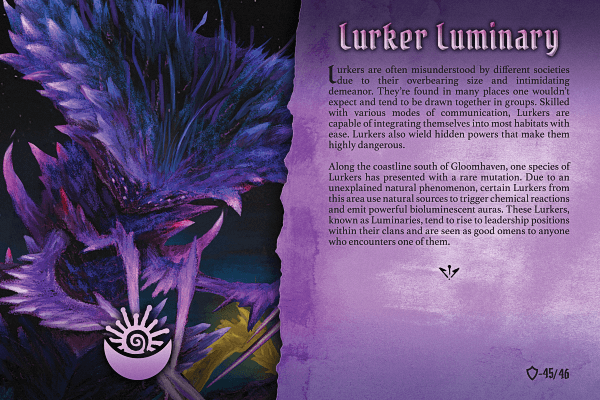 Lurker Luminary
Lurkers are often misunderstood by different societies
due to their overbearing size and intimidating
demeanor. They're found in many places one wouldn't
expect and tend to be drawn together in groups. Skilled
with various modes of communication, Lurkers are
capable of integrating themselves into most habitats with
ease. Lurkers also wield hidden powers that make them
highly dangerous.
Along the coastline south of Gloomhaven, one species of
Lurkers has presented with a rare mutation. Due to an
unexplained natural phenomenon, certain Lurkers from
this area use natural sources to trigger chemical reactions
and emit powerful bioluminescent auras. These Lurkers,
known as Luminaries, tend to rise to leadership positions
within their clans and are seen as good omens to anyone
who encounters one of them.
-45/46